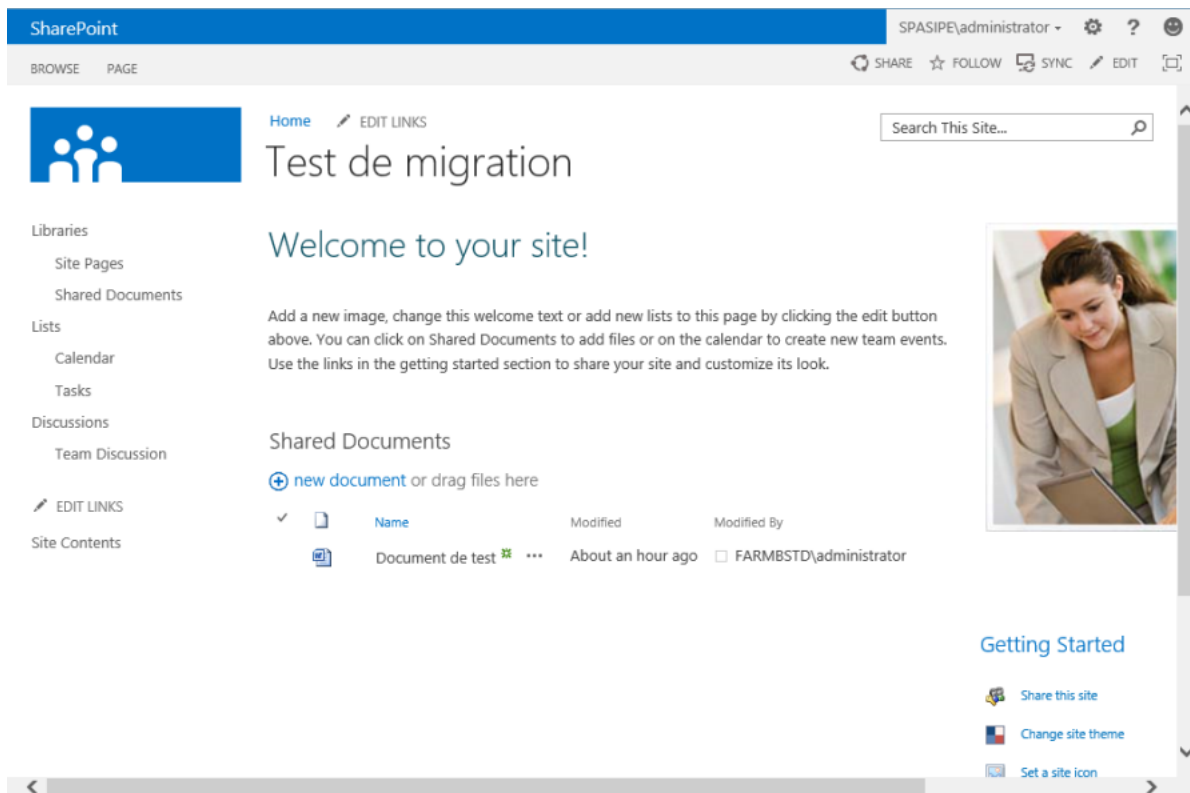 SharePoint
SPASIPE\administrator
?
BROWSE PAGE
SHARE FOLLOW SYNC EDIT
Home EDIT LINKS
Search This Site...
Test de migration
Libraries
Site Pages
Shared Documents
Lists
Calendar
Tasks
Discussions
Team Discussion
EDIT LINKS
Site Contents
Welcome to your site!
Add a new image, change this welcome text or add new lists to this page by clicking the edit button
above. You can click on Shared Documents to add files or on the calendar to create new team events.
Use the links in the getting started section to share your site and customize its look.
Shared Documents
new document or drag files here
Name Modified Modified By
Document de test ... About an hour ago FARMBSTD\administrator
Getting Started
Share this site
Change site theme
Set a site icon